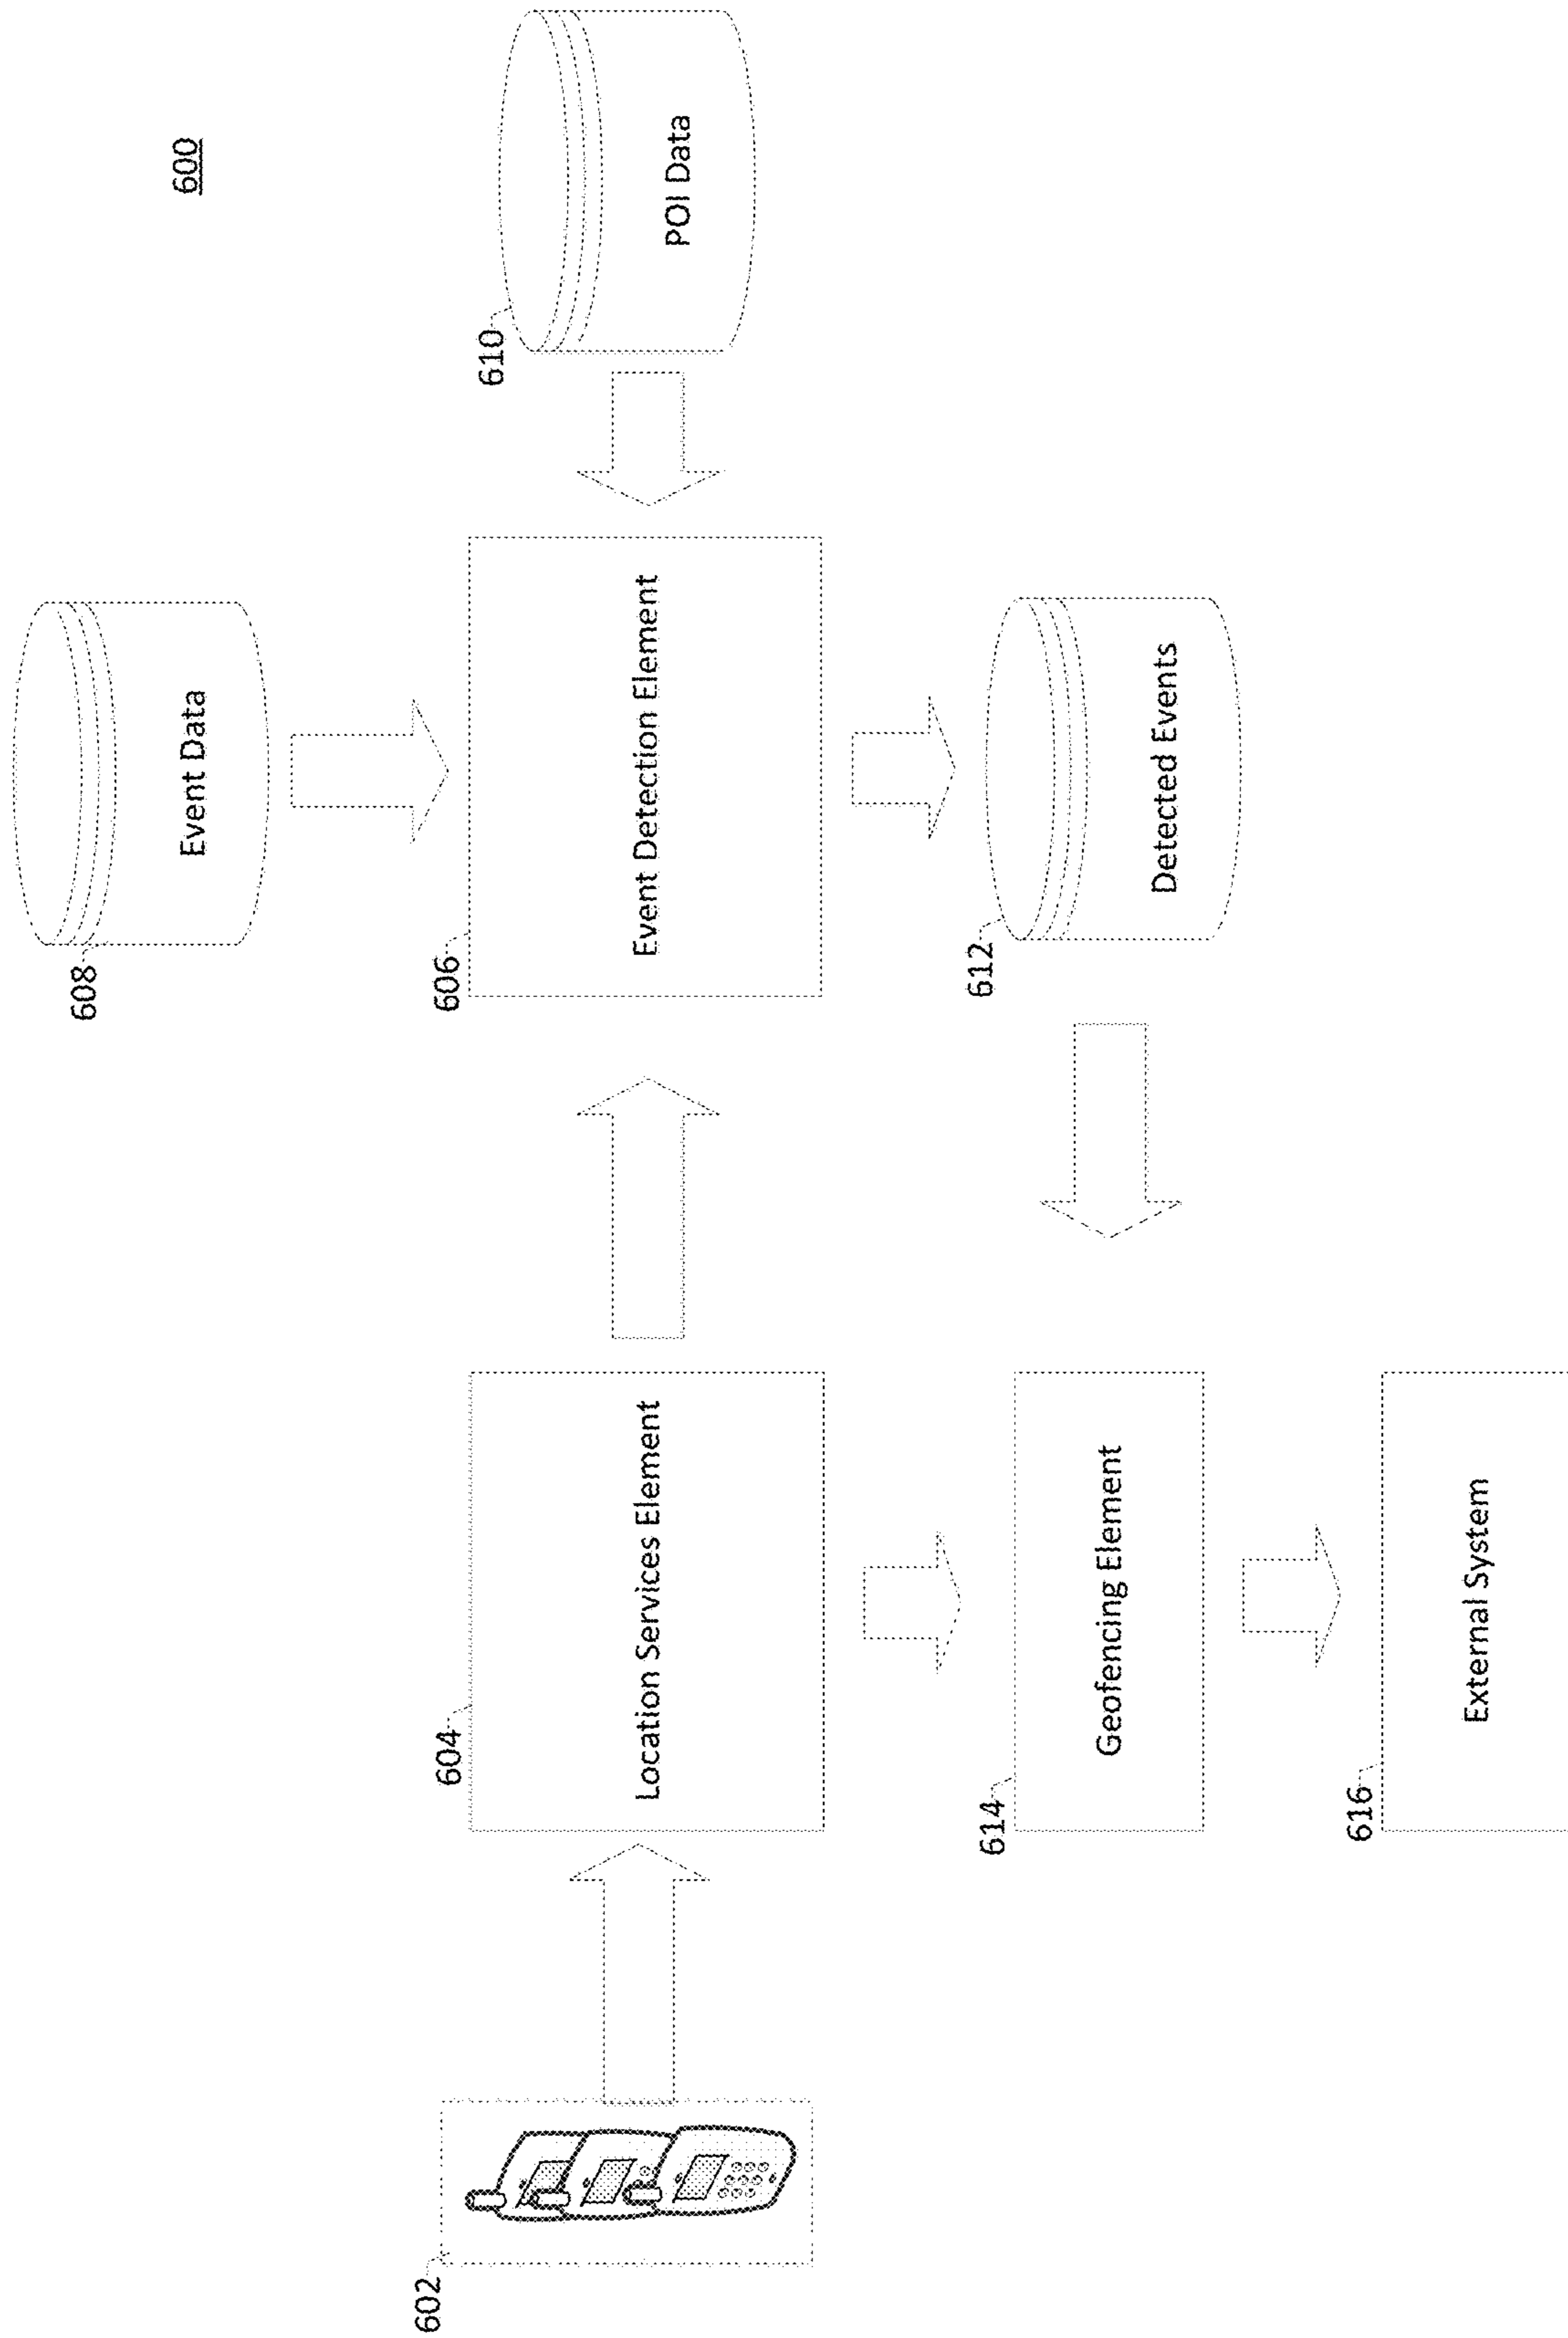 600
608
Event Data
610
POI Data
606
Event Detection Element
604
Location Services Element
602
612
Detected Events
614
Geofencing Element
616
External System